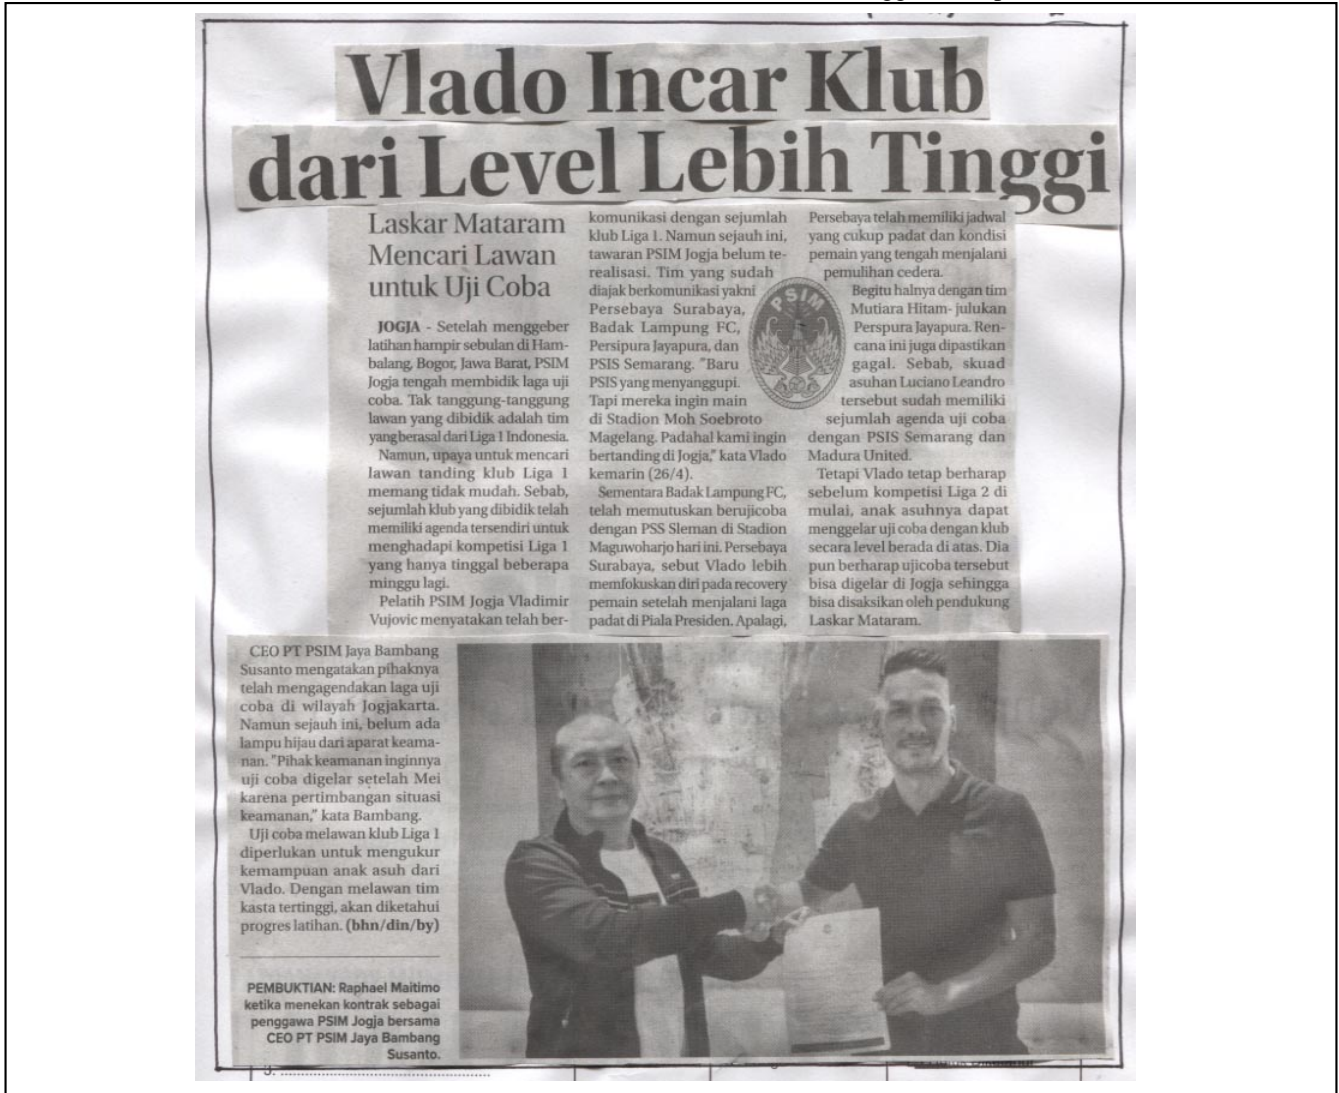 Vlado Incar Klub
dari Level Lebih Tinggi
Laskar Mataram
Mencari Lawan
untuk Uji Coba
JOGJA - Setelah menggeber
latihan hampir sebulan di Ham-
balang, Bogor, Jawa Barat, PSIM
Jogja tengah membidik laga uji
coba. Tak tanggung-tanggung
lawan yang dibidik adalah tim
yang berasal dari Liga 1 Indonesia.
Namun, upaya untuk mencari
lawan tanding klub Liga 1
memang tidak mudah. Sebab,
sejumlah klub yang dibidik telah
memiliki agenda tersendiri untuk
menghadapi kompetisi Liga 1
yang hanya tinggal beberapa
minggu lagi.
Pelatih PSIM Jogja Vladimir
Vujovic menyatakan telah ber-
komunikasi dengan sejumlah
klub Liga 1. Namun sejauh ini,
tawaran PSIM Jogja belum te-
realisasi. Tim yang sudah
diajak berkomunikasi yakni
Persebaya Surabaya,
Badak Lampung FC,
Persipura Jayapura, dan
PSIS Semarang. "Baru
PSIS yang menyanggupi.
Tapi mereka ingin main
di Stadion Moh Soebroto
Magelang. Padahal kami ingin
bertanding di Jogja," kata Vlado
kemarin (26/4).
Sementara Badak Lampung FC,
telah memutuskan berujicoba
dengan PSS Sleman di Stadion
Maguwoharjo hari ini. Persebaya
Surabaya, sebut Vlado lebih
memfokuskan diri pada recovery
pemain setelah menjalani laga
padat di Piala Presiden. Apalagi,
Persebaya telah memiliki jadwal
yang cukup padat dan kondisi
pemain yang tengah menjalani
pemulihan cedera.
Begitu halnya dengan tim
Mutiara Hitam- julukan
Perspura Jayapura. Ren-
cana ini juga dipastikan
gagal. Sebab, skuad
asuhan Luciano Leandro
tersebut sudah memiliki
sejumlah agenda uji coba
dengan PSIS Semarang dan
Madura United.
Tetapi Vlado tetap berharap
sebelum kompetisi Liga 2 di
mulai, anak asuhnya dapat
menggelar uji coba dengan klub
secara level berada di atas. Dia
pun berharap ujicoba tersebut
bisa digelar di Jogja sehingga
bisa disaksikan oleh pendukung
Laskar Mataram.
PSIM
CEO PT PSIM Jaya Bambang
Susanto mengatakan pihaknya
telah mengagendakan laga uji
coba di wilayah Jogjakarta.
Namun sejauh ini, belum ada
lampu hijau dari aparat keama-
nan. "Pihak keamanan inginnya
uji coba digelar setelah Mei
karena pertimbangan situasi
keamanan," kata Bambang.
Uji coba melawan klub Liga 1
diperlukan untuk mengukur
kemampuan anak asuh dari
Vlado. Dengan melawan tim
kasta tertinggi, akan diketahui
progres latihan. (bhn/din/by)
PEMBUKTIAN: Raphael Maitimo
ketika menekan kontrak sebagai
penggawa PSIM Jogja bersama
CEO PT PSIM Jaya Bambang
Susanto.